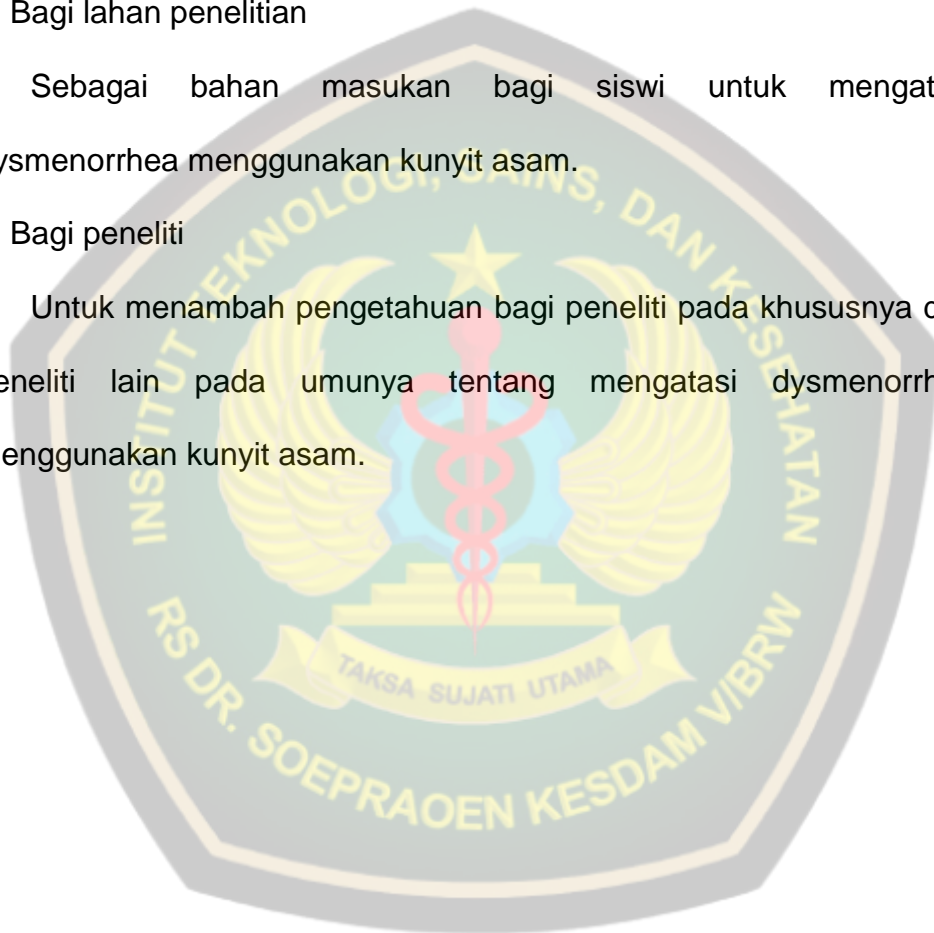 Bagi lahan penelitian
Sebagai bahan masukan bagi siswi untuk mengat
ysmenorrhea menggunakan kunyit asam.
Bagi peneliti
Untuk menambah pengetahuan bagi peneliti pada khususnya
eneliti lain pada umunya tentang mengatasi dysmenorrh
enggunakan kunyit asam.
INSTITUT TEKNOLOGI, SAINS, DAN KESEHATAN
TAKSA SUJATI UTAMA
RS DR. SOEPRAOEN KESDAM V/BRW